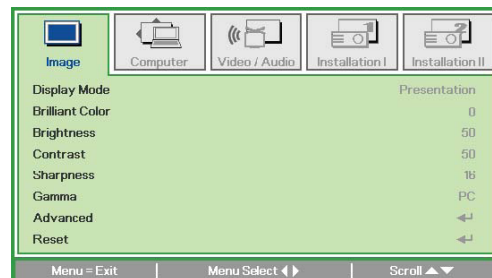 Image Computer Video / Audio Installation I Installation II
Display Mode Presentation
Brilliant Color 0
Brightness 50
Contrast 50
Sharpness 16
Gamma PC
Advanced
Reset
Menu = Exit Menu Select Scroll